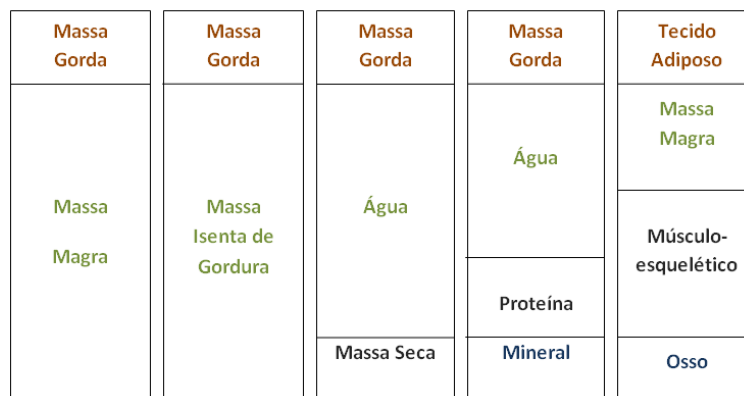 Massa
Gorda
Massa
Magra
Massa
Gorda
Massa
Isenta de
Gordura
Massa
Gorda
Água
Massa Seca
Massa
Gorda
Água
Proteína
Mineral
Tecido
Adiposo
Massa
Magra
Músculo-
esquelético
Osso